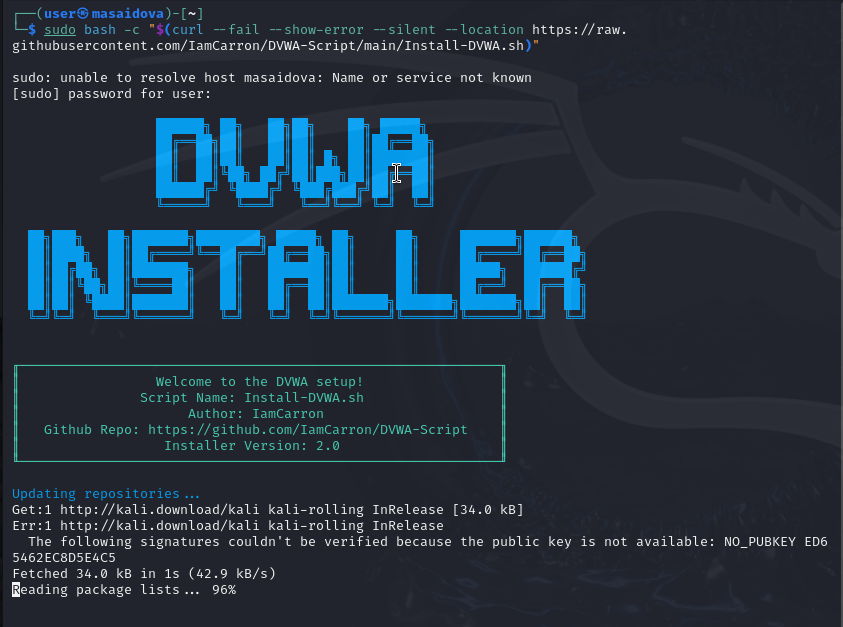 (user㉿masaidova)-[~]
$ sudo bash -c "$(curl --fail --show-error --silent --location https://raw.
githubusercontent.com/IamCarron/DVWA-Script/main/Install-DVWA.sh)"
sudo: unable to resolve host masaidova: Name or service not known
[sudo] password for user:
DVWA
INSTALLER
Welcome to the DVWA setup!
Script Name: Install-DVWA.sh
Author: IamCarron
Github Repo: https://github.com/IamCarron/DVWA-Script
Installer Version: 2.0
Updating repositories...
Get:1 http://kali.download/kali kali-rolling InRelease [34.0 kB]
Err:1 http://kali.download/kali kali-rolling InRelease
The following signatures couldn't be verified because the public key is not available: NO_PUBKEY ED6
5462EC8D5E4C5
Fetched 34.0 kB in 1s (42.9 kB/s)
Reading package lists... 96%